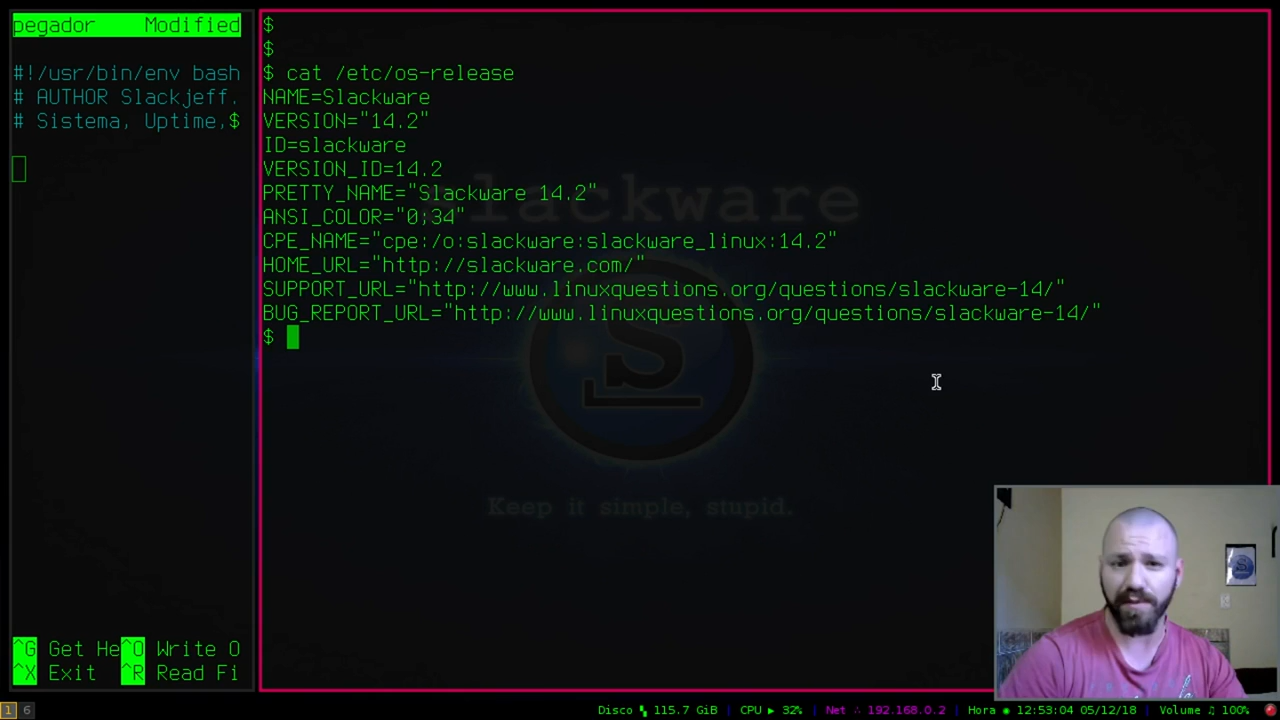 pegador Modified
#!/usr/bin/env bash
# AUTHOR Slackjeff.
# Sistema, Uptime,$
^G Get He^O Write O
^X Exit ^R Read Fi
$
$
$ cat /etc/os-release
NAME=Slackware
VERSION="14.2"
ID=slackware
VERSION_ID=14.2
PRETTY_NAME="Slackware 14.2"
ANSI_COLOR="0;34"
CPE_NAME="cpe:/o:slackware:slackware_linux:14.2"
HOME_URL="http://slackware.com/"
SUPPORT_URL="http://www.linuxquestions.org/questions/slackware-14/"
BUG_REPORT_URL="http://www.linuxquestions.org/questions/slackware-14/"
$
slackware
S
Keep it simple, stupid.
1 6
Disco 115.7 GiB | CPU ▶ 32% | Net ∴ 192.168.0.2 | Hora ◉ 12:53:04 05/12/18 | Volume ♫ 100%